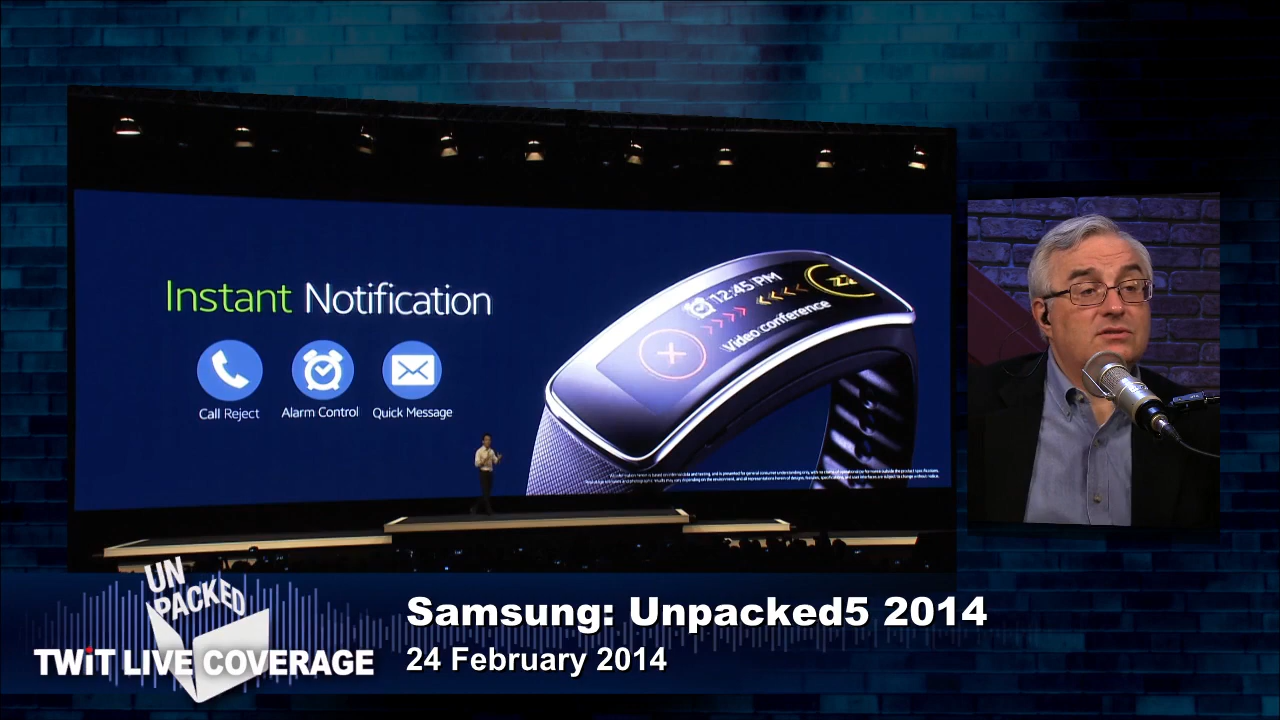 Instant Notification
Call Reject
Alarm Control
Quick Message
12:45 PM
Video conference
zz
UN
PACKED
TWiT LIVE COVERAGE
Samsung: Unpacked5 2014
24 February 2014